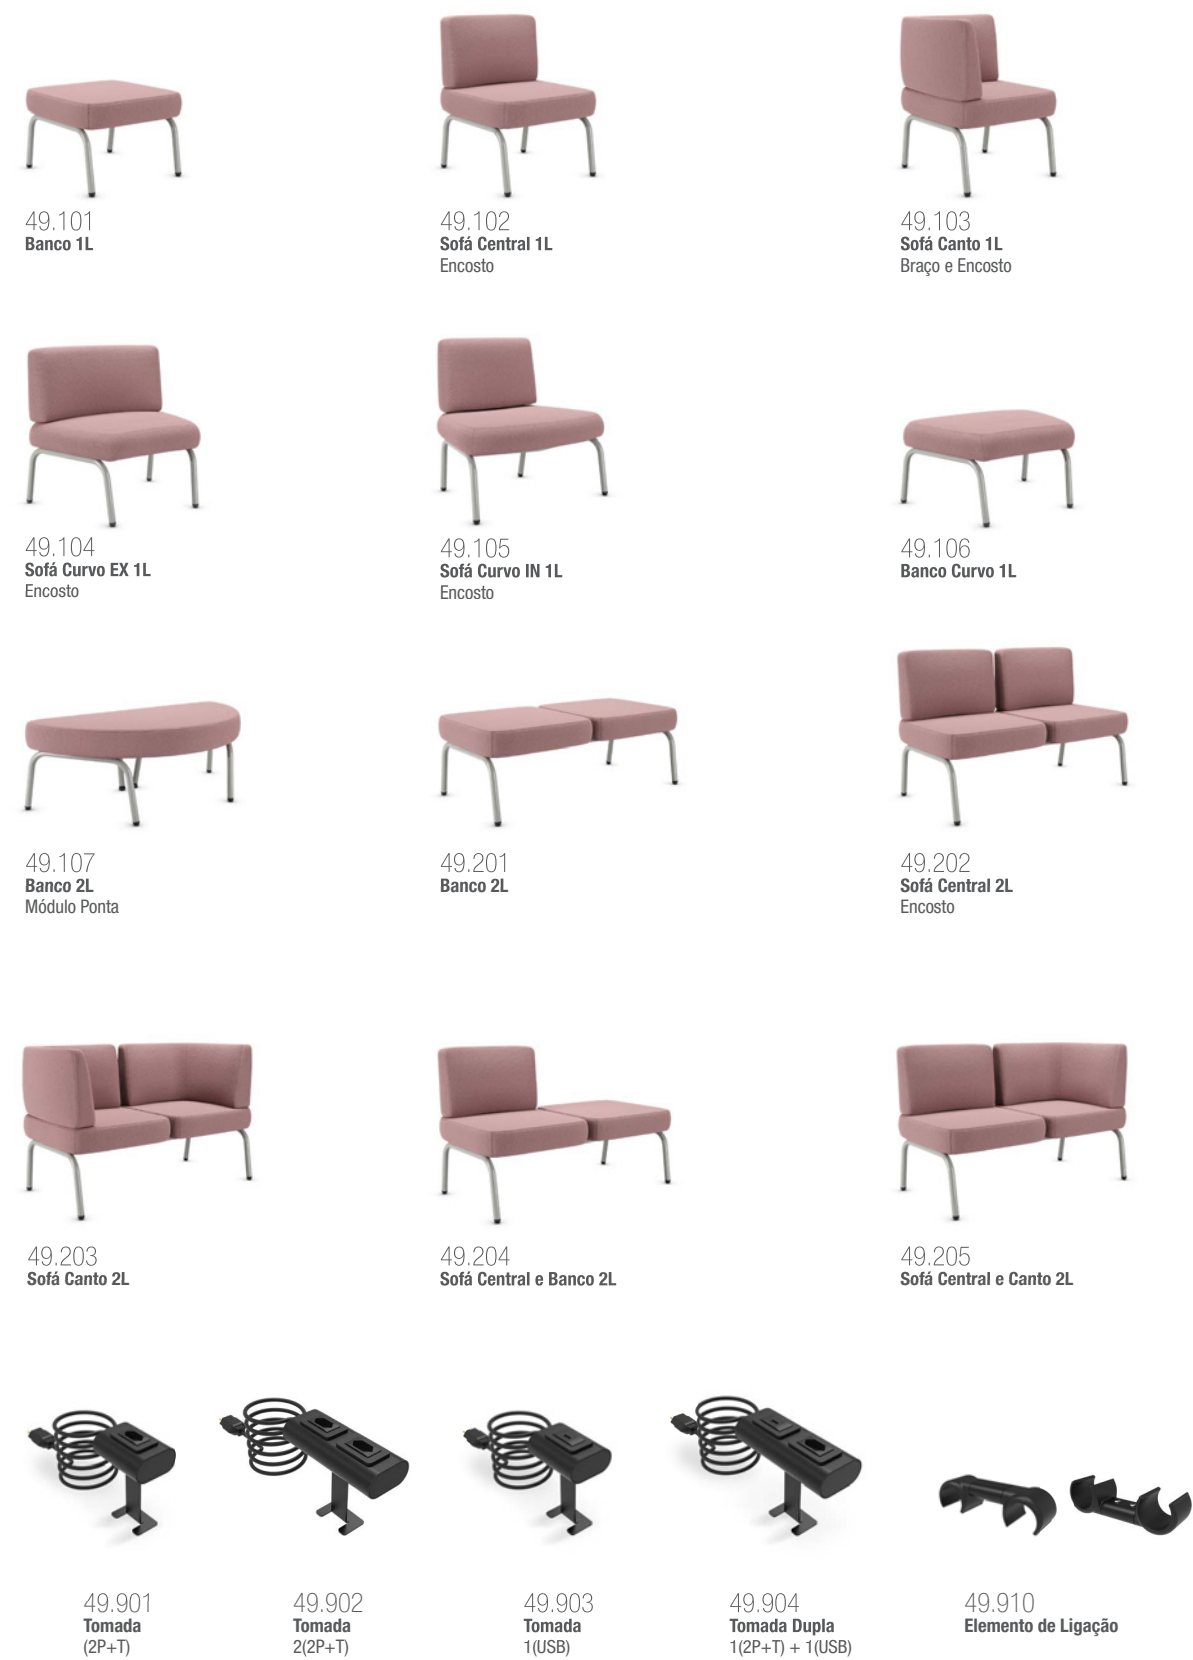 49.101
Banco 1L
49.102
Sofá Central 1L
Encosto
49.103
Sofá Canto 1L
Braço e Encosto
49.104
Sofá Curvo EX 1L
Encosto
49.105
Sofá Curvo IN 1L
Encosto
49.106
Banco Curvo 1L
49.107
Banco 2L
Módulo Ponta
49.201
Banco 2L
49.202
Sofá Central 2L
Encosto
49.203
Sofá Canto 2L
49.204
Sofá Central e Banco 2L
49.205
Sofá Central e Canto 2L
49.901
Tomada
(2P+T)
49.902
Tomada
2(2P+T)
49.903
Tomada
1(USB)
49.904
Tomada Dupla
1(2P+T) + 1(USB)
49.910
Elemento de Ligação